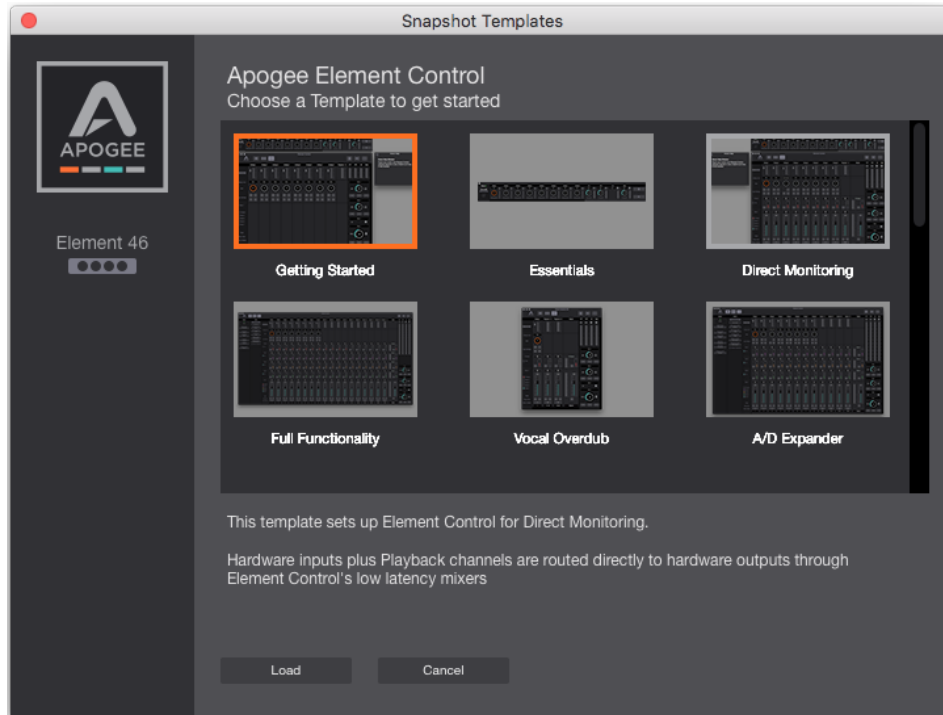 Snapshot Templates
APOGEE
Element 46
Apogee Element Control
Choose a Template to get started
Getting Started
Essentials
Direct Monitoring
Full Functionality
Vocal Overdub
A/D Expander
This template sets up Element Control for Direct Monitoring.
Hardware inputs plus Playback channels are routed directly to hardware outputs through
Element Control's low latency mixers
Load
Cancel